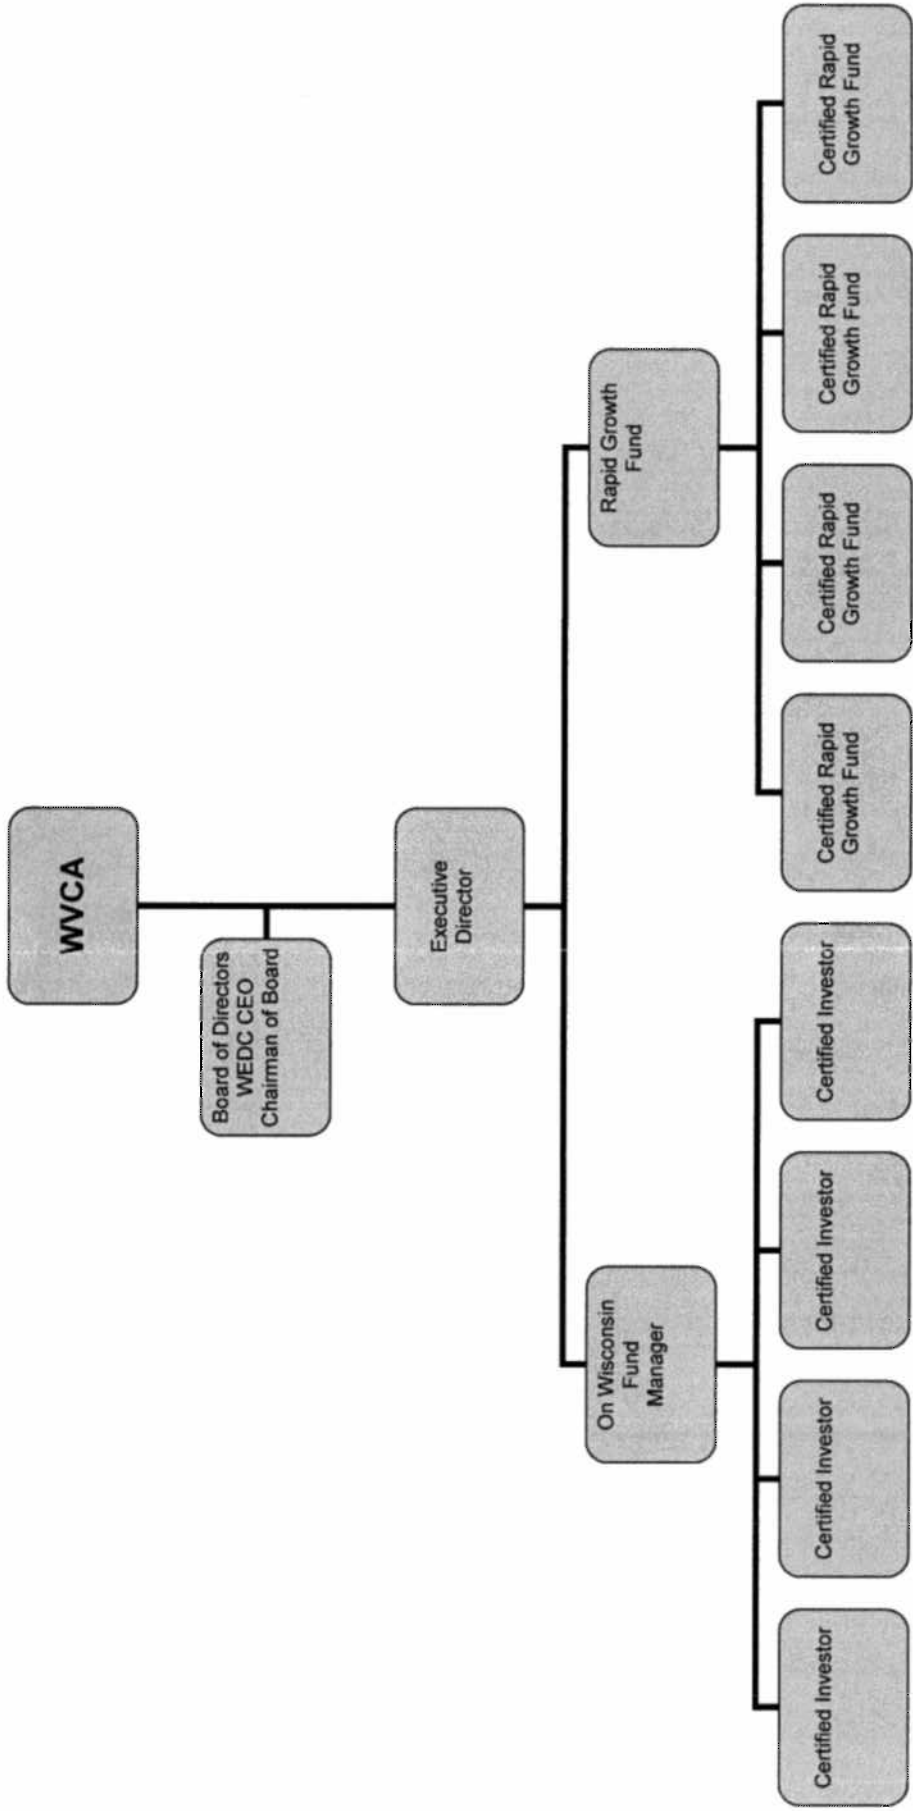 WVCA
Board of Directors
WEDC CEO
Chairman of Board
Executive
Director
On Wisconsin
Fund
Manager
Rapid Growth
Fund
Certified Investor
Certified Investor
Certified Investor
Certified Investor
Certified Rapid
Growth Fund
Certified Rapid
Growth Fund
Certified Rapid
Growth Fund
Certified Rapid
Growth Fund